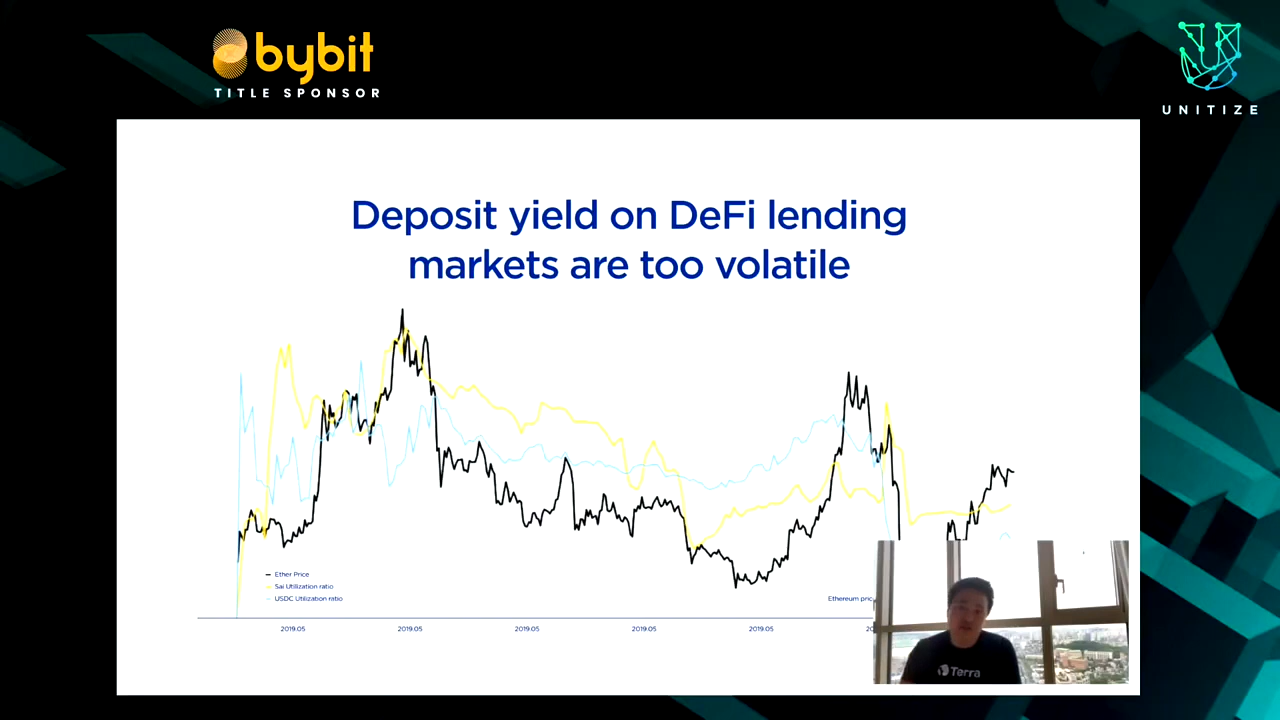 bybit
TITLE SPONSOR
UNITIZE
Deposit yield on DeFi lending
markets are too volatile
Ether Price
Sai Utilization ratio
USDC Utilization ratio
Ethereum pric
2019.05
2019.05
2019.05
2019.05
2019.05
20
Terra